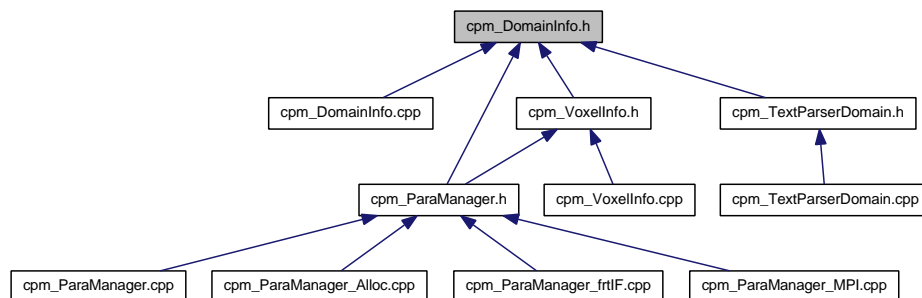 cpm_DomainInfo.h
cpm_DomainInfo.cpp
cpm_VoxelInfo.h
cpm_TextParserDomain.h
cpm_ParaManager.h
cpm_VoxelInfo.cpp
cpm_TextParserDomain.cpp
cpm_ParaManager.cpp
cpm_ParaManager_Alloc.cpp
cpm_ParaManager_frtIF.cpp
cpm_ParaManager_MPI.cpp